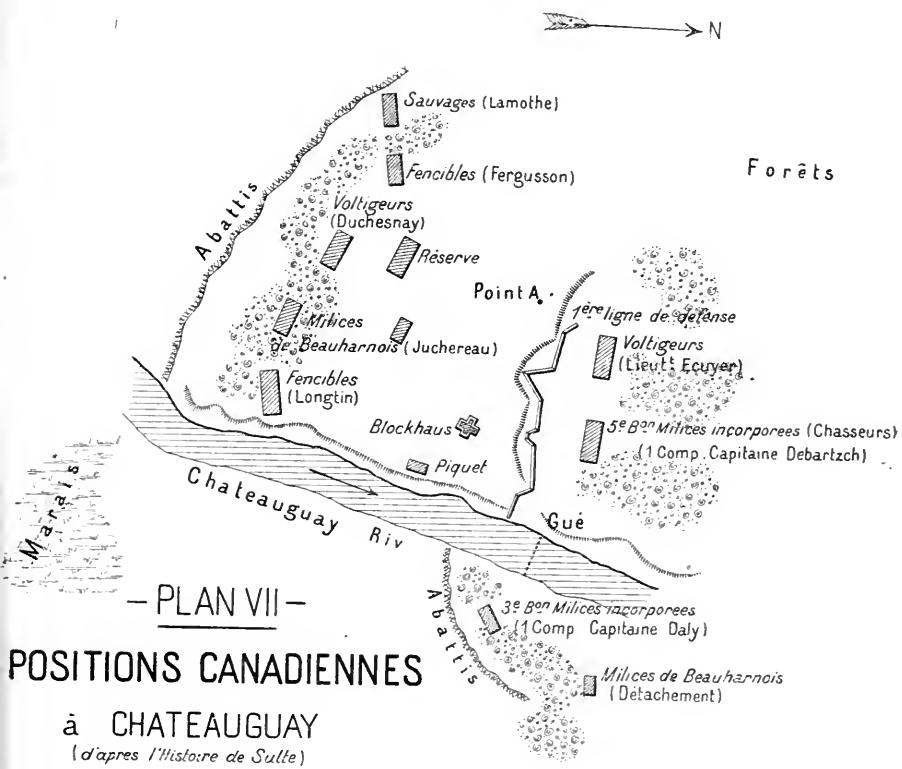 N
Sauvages (Lamothe)
Forêts
Fencibles (Fergusson)
Abattis
Voltigeurs
(Duchesnay)
Réserve
Point A.
1ère ligne de défense
Milices
de Beauharnois (Juchereau)
Voltigeurs
(Lieutt. Ecuyer)
Fencibles
(Longtin)
Blockhaus
5e Bon Milices incorporees (Chasseurs)
(1 Comp. Capitaine Debartzch)
Piquet
Marais
Chateauguay Riv
Gué
Abattis
3e Bon Milices incorporees
(1 Comp Capitaine Daly)
Milices de Beauharnois
(Détachement)
– PLAN VII –
POSITIONS CANADIENNES
à CHATEAUGUAY
(d'apres l'Histoire de Sulte)